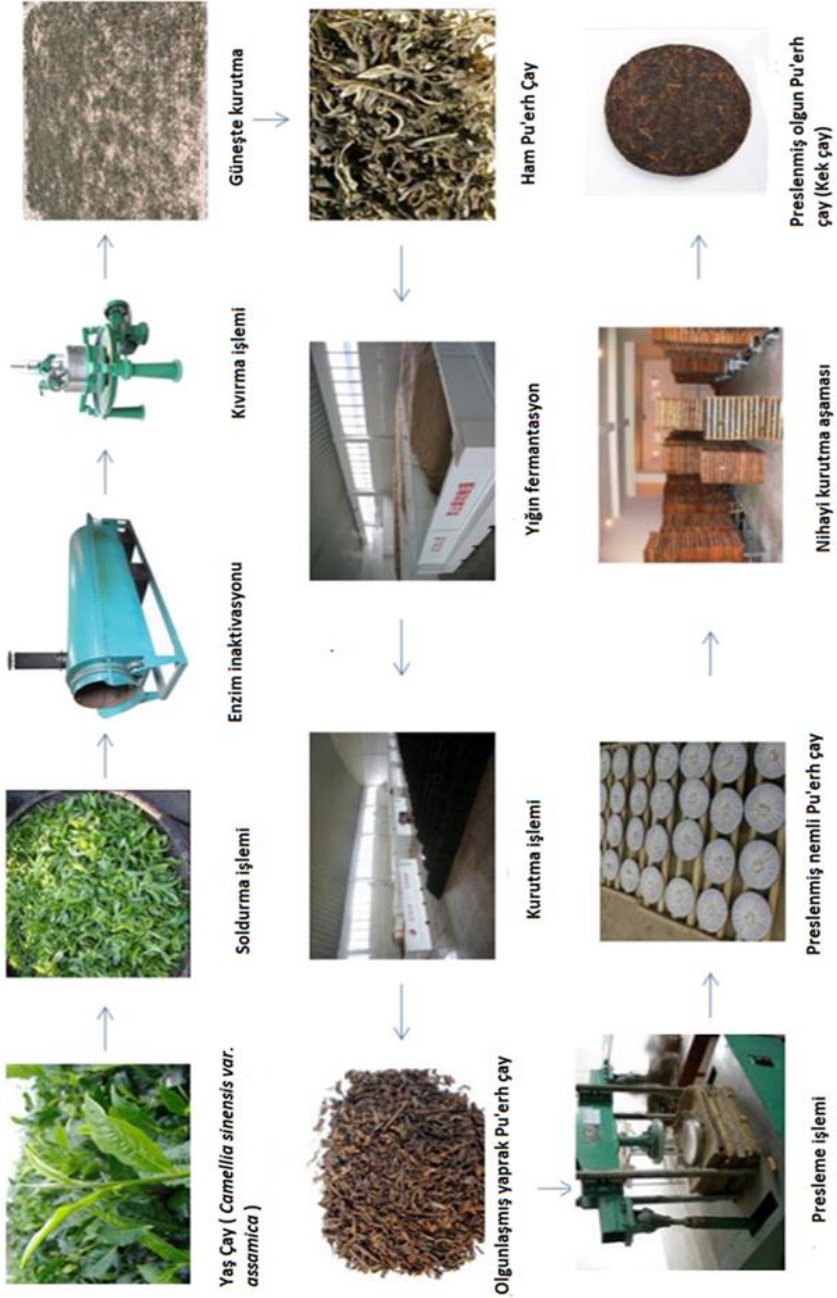 Yaş Çay ( Camellia sinensis var.
assamica )
Soldurma işlemi
Enzim inaktivasyonu
Kıvırma işlemi
Güneşte kurutma
Ham Pu'erh Çay
Yığın fermantasyon
Kurutma işlemi
Olgunlaşmış yaprak Pu'erh çay
Presleme işlemi
Preslenmiş nemli Pu'erh çay
Nihayi kurutma aşaması
Preslenmiş olgun Pu'erh
çay (Kek çay)